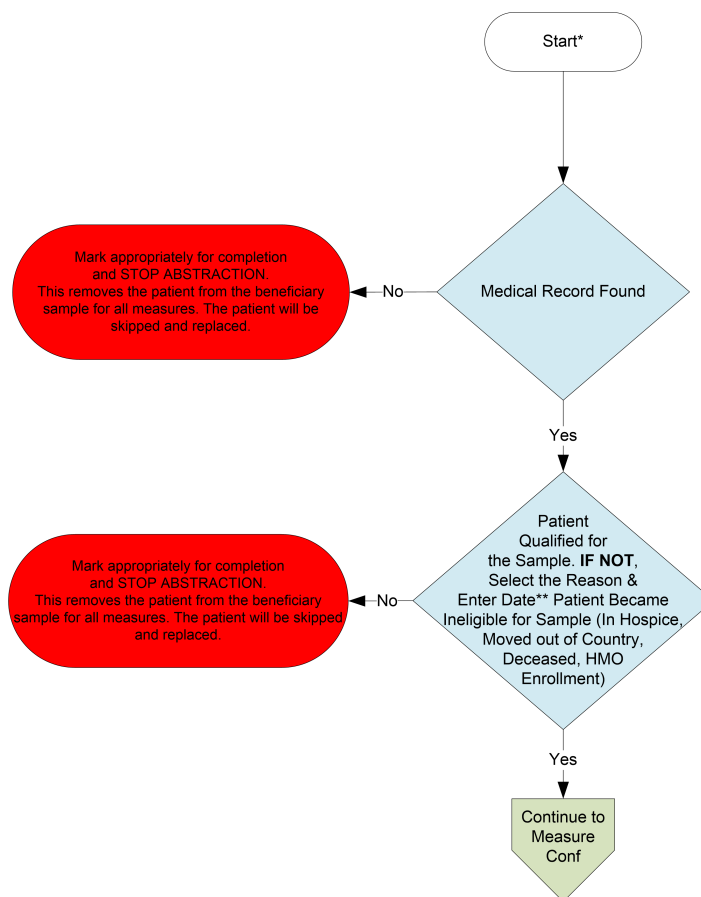 Start*
Medical Record Found
No
Mark appropriately for completion
and STOP ABSTRACTION.
This removes the patient from the beneficiary
sample for all measures. The patient will be
skipped and replaced.
Yes
Patient
Qualified for
the Sample. IF NOT,
Select the Reason &
Enter Date** Patient Became
Ineligible for Sample (In Hospice,
Moved out of Country,
Deceased, HMO
Enrollment)
No
Mark appropriately for completion
and STOP ABSTRACTION.
This removes the patient from the beneficiary
sample for all measures. The patient will be skipped
and replaced.
Yes
Continue to
Measure
Conf